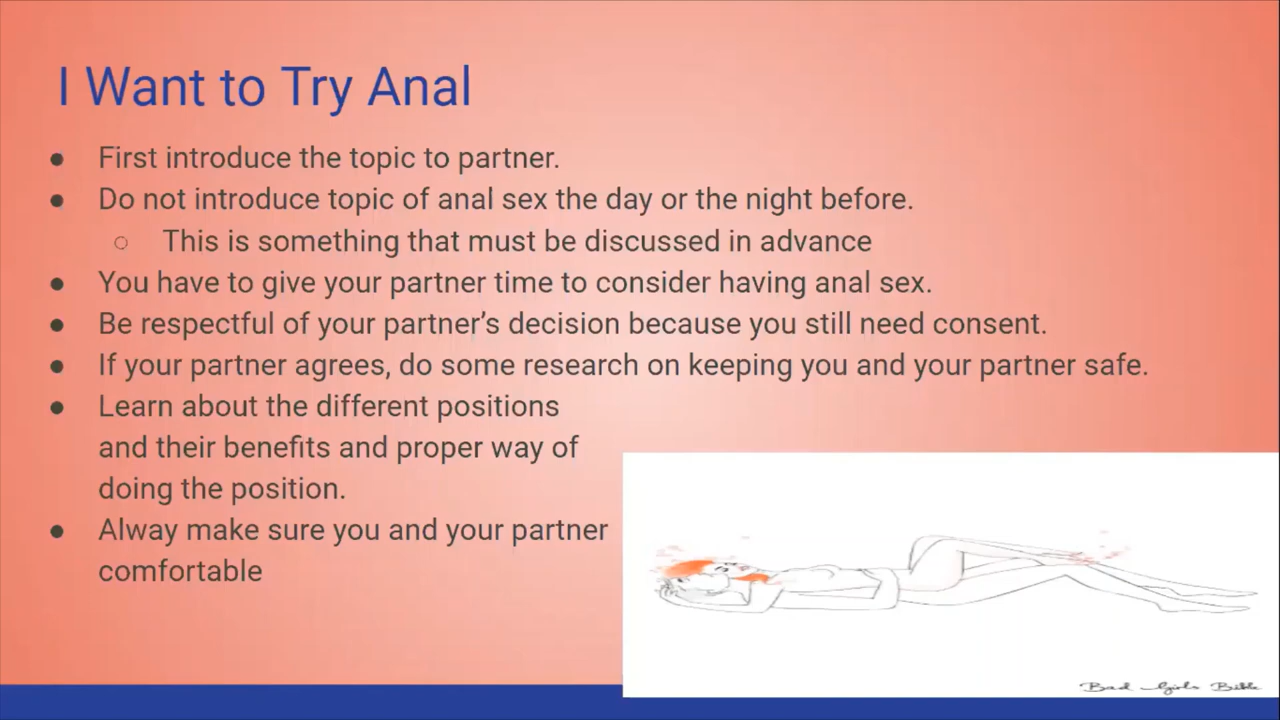 I Want to Try Anal
● First introduce the topic to partner.
● Do not introduce topic of anal sex the day or the night before.
○ This is something that must be discussed in advance
● You have to give your partner time to consider having anal sex.
● Be respectful of your partner’s decision because you still need consent.
● If your partner agrees, do some research on keeping you and your partner safe.
● Learn about the different positions
and their benefits and proper way of
doing the position.
● Alway make sure you and your partner
comfortable
Bad Girls Bible